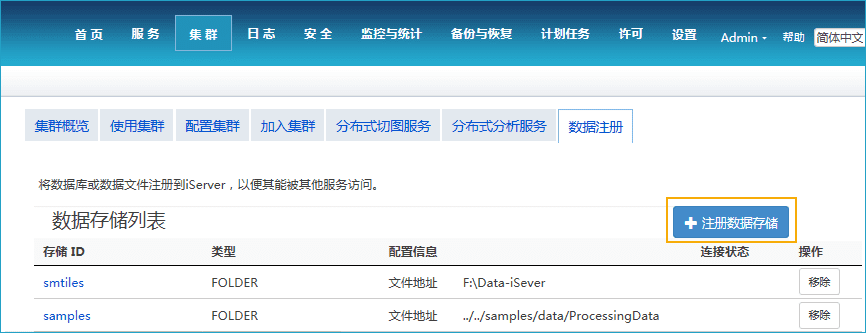 首页 服务 集群 日志 安全 监控与统计 备份与恢复 计划任务 许可 设置 Admin 帮助 简体中文
集群概览 使用集群 配置集群 加入集群 分布式切图服务 分布式分析服务 数据注册
将数据库或数据文件注册到iServer，以便其能被其他服务访问。
数据存储列表 注册数据存储
存储 ID 类型 配置信息 连接状态 操作
smtiles FOLDER 文件地址 F:\Data-iSever 移除
samples FOLDER 文件地址 ../../samples/data/ProcessingData 移除